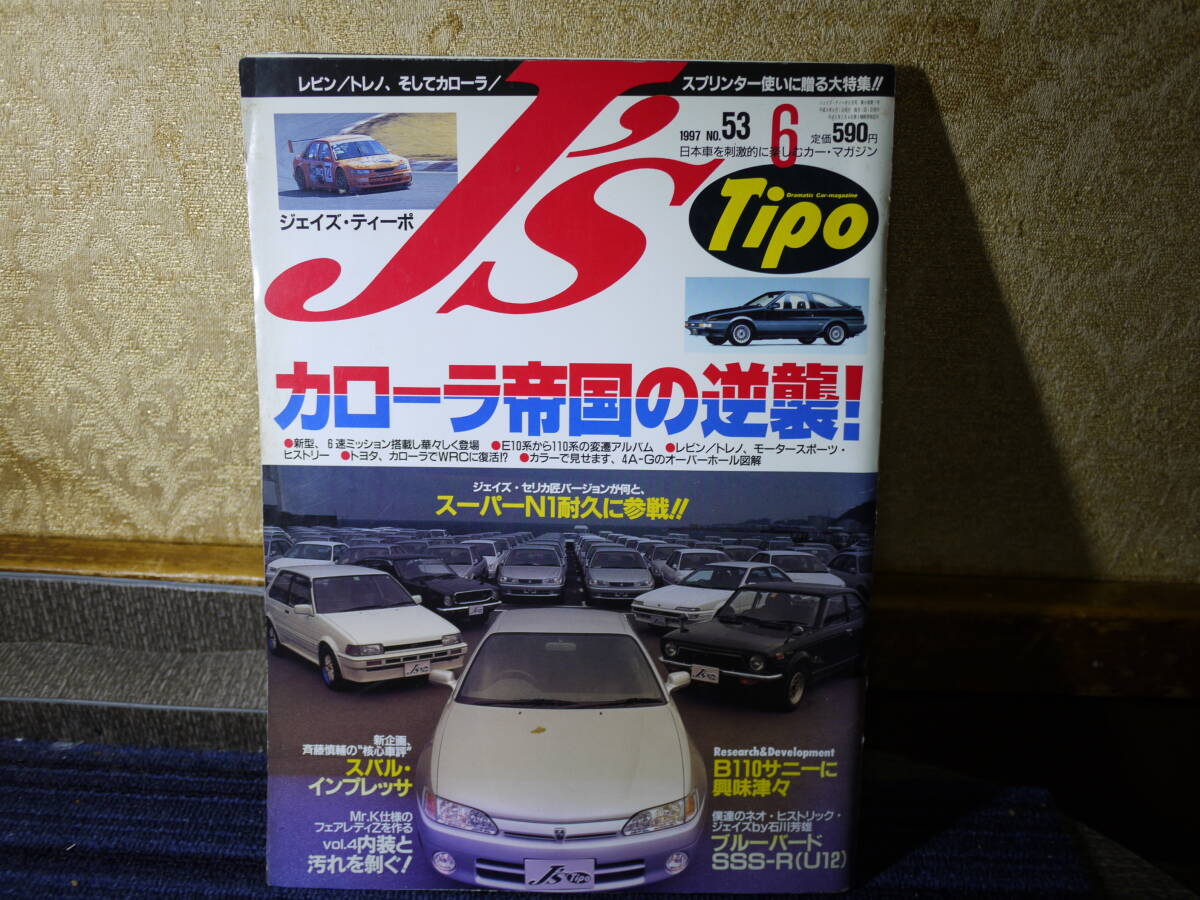 レビン/トレノ、そしてカローラ/
スプリンター使いに贈る大特集!!
J's
1997 NO.53
6
定価590円
日本車を刺激的に楽しむカー・マガジン
Dramatic Car-magazine
Tipo
ジェイズ・ティーポ
カローラ帝国の逆襲!
●新型、6速ミッション搭載し華々しく登場 ●E10系から110系の変遷アルバム ●レビン/トレノ、モータースポーツ・
ヒストリー ●トヨタ、カローラでWRCに復活!? ●カラーで見せます、4A-Gのオーバーホール図解
ジェイズ・セリカ匠バージョンが何と、
スーパーN1耐久に参戦!!
J's Tipo
新企画
斉藤慎輔の“核心車評”
スバル・
インプレッサ
Mr.K仕様の
フェアレディZを作る
vol.4内装と
汚れを剝ぐ!
Research&Development
B110サニーに
興味津々
僕達のネオ・ヒストリック・
ジェイズby石川芳雄
ブルーバード
SSS-R(U12)
J's Tipo